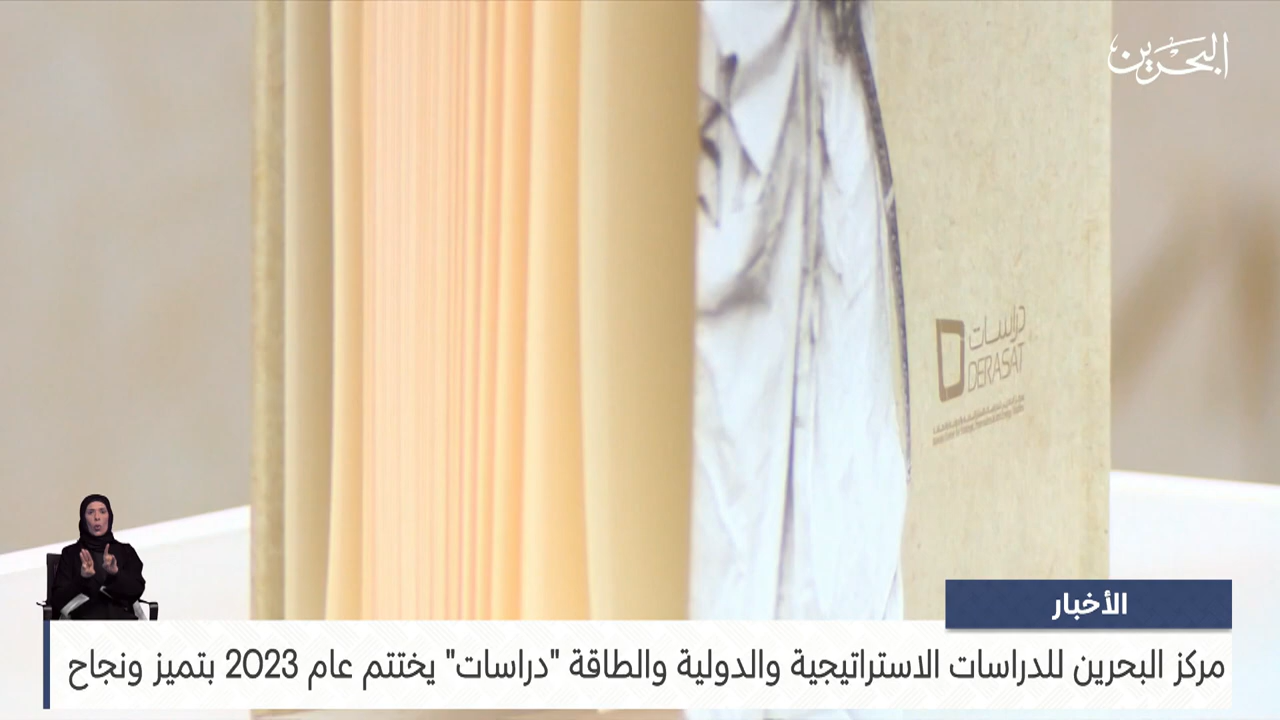 البحرين
دراسات
DERASAT
الأخبار
مركز البحرين للدراسات الاستراتيجية والدولية والطاقة "دراسات" يختتم عام 2023 بتميز ونجاح